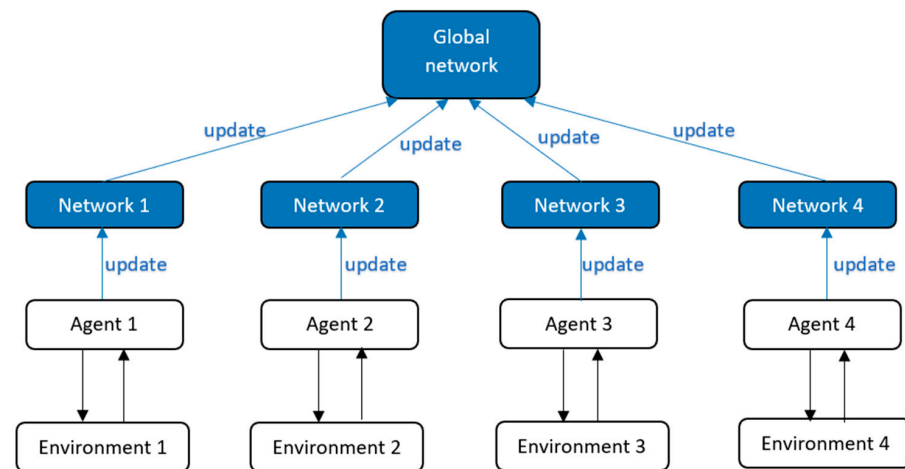 Global
network
update
update
update
update
Network 1
Network 2
Network 3
Network 4
update
update
update
update
Agent 1
Agent 2
Agent 3
Agent 4
Environment 1
Environment 2
Environment 3
Environment 4